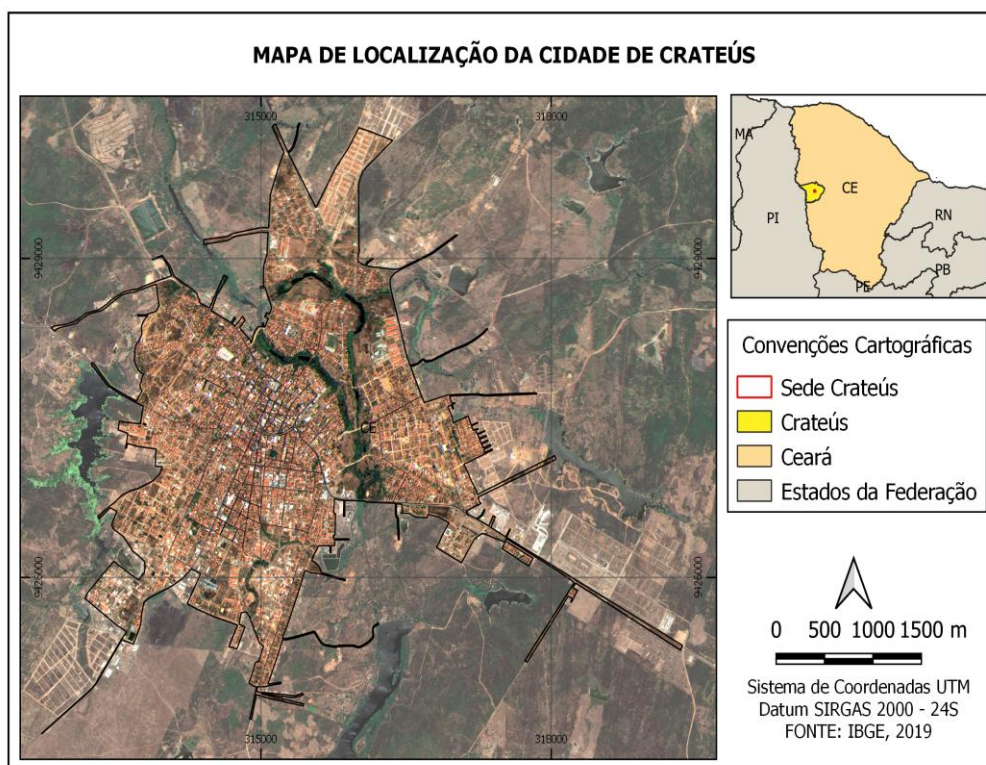 MAPA DE LOCALIZAÇÃO DA CIDADE DE CRATEÚS
315000
318000
9429000
9429000
CE
9426000
9426000
315000
318000
MA
CE
PI
RN
PB
PE
Convenções Cartográficas
Sede Crateús
Crateús
Ceará
Estados da Federação
0 500 1000 1500 m
Sistema de Coordenadas UTM
Datum SIRGAS 2000 - 24S
FONTE: IBGE, 2019